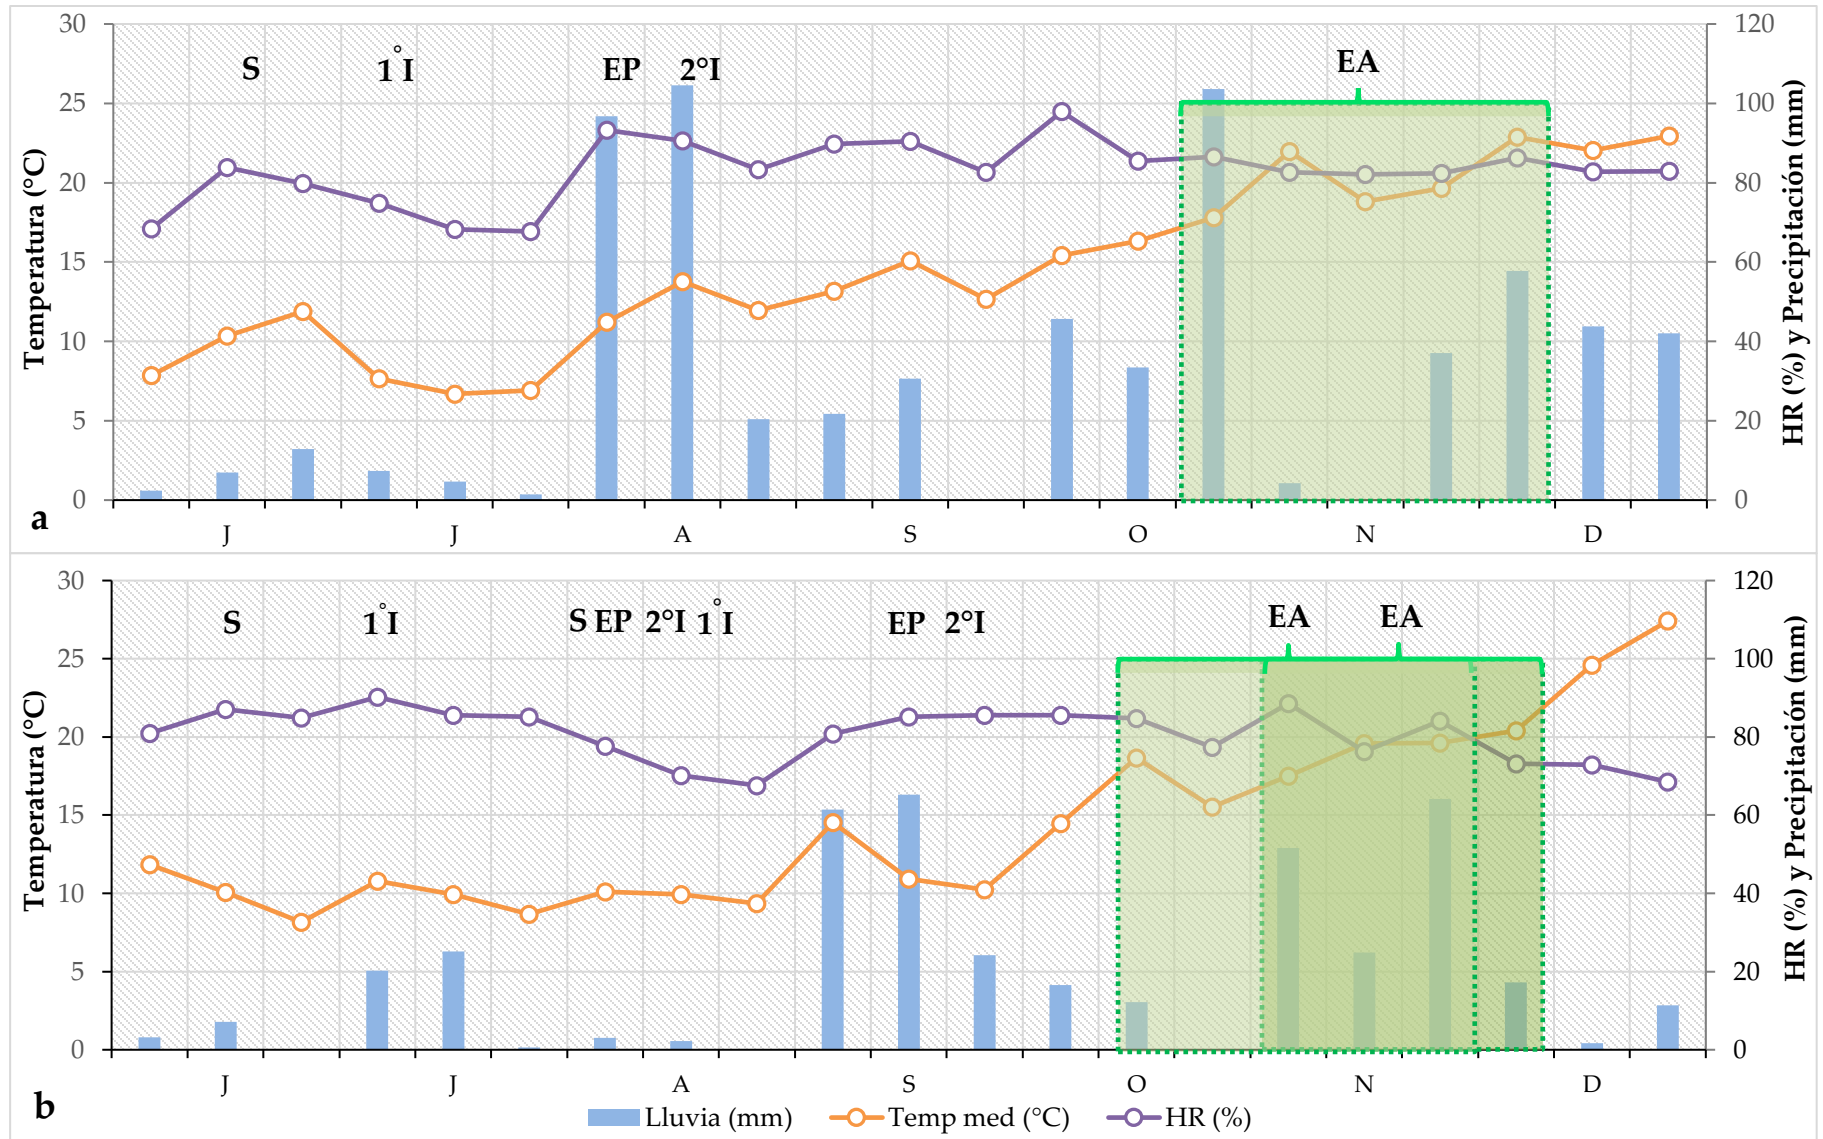 30
25
20
15
10
5
0
Temperatura (°C)
S
1°I
EP
2°I
EA
120
100
80
60
40
20
0
HR (%) y Precipitación (mm)
a
J
J
A
S
O
N
D
30
25
20
15
10
5
0
Temperatura (°C)
S
1°I
S EP 2°I 1°I
EP 2°I
EA
EA
120
100
80
60
40
20
0
HR (%) y Precipitación (mm)
b
J
J
A
S
O
N
D
Lluvia (mm)
Temp med (°C)
HR (%)